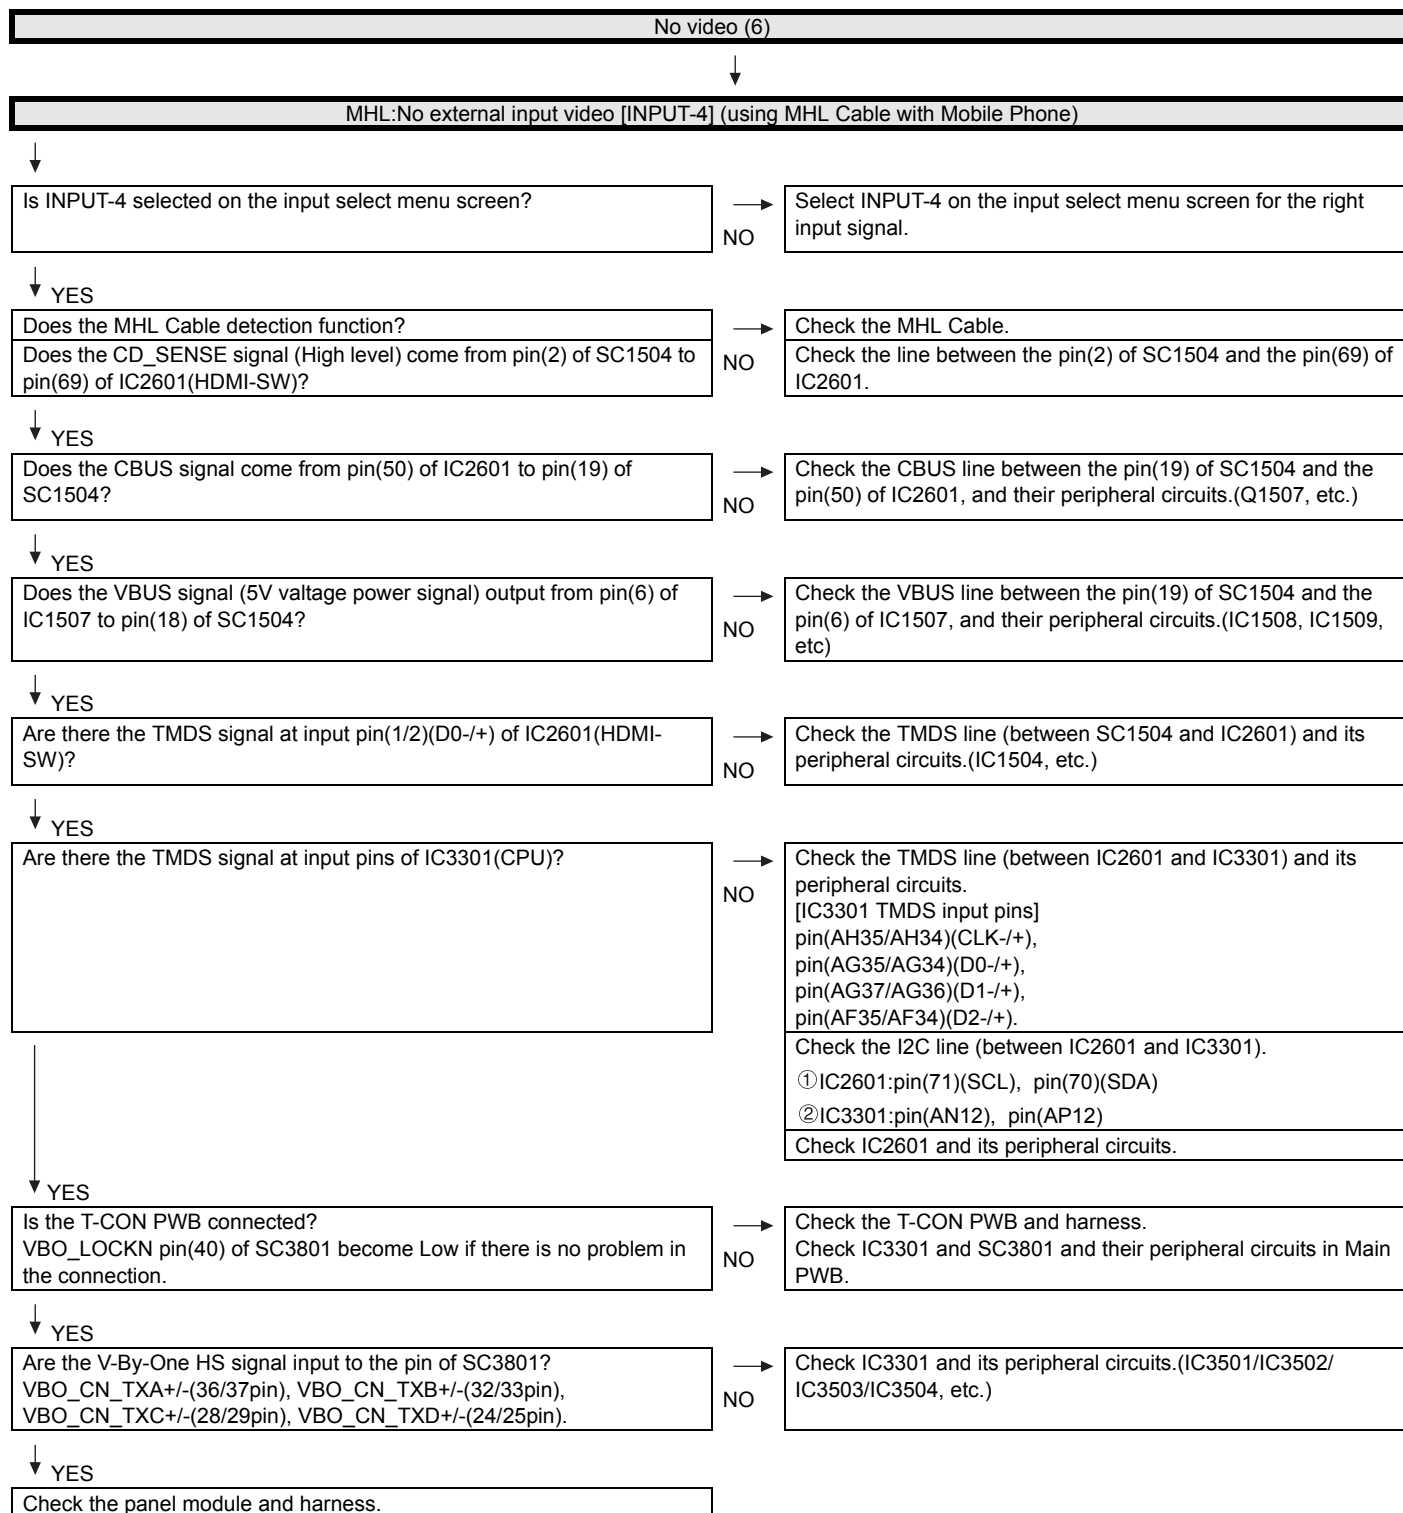 No video (6)
MHL:No external input video [INPUT-4] (using MHL Cable with Mobile Phone)
Is INPUT-4 selected on the input select menu screen?
NO
Select INPUT-4 on the input select menu screen for the right
input signal.
YES
Does the MHL Cable detection function?
Does the CD_SENSE signal (High level) come from pin(2) of SC1504 to
pin(69) of IC2601(HDMI-SW)?
NO
Check the MHL Cable.
Check the line between the pin(2) of SC1504 and the pin(69) of
IC2601.
YES
Does the CBUS signal come from pin(50) of IC2601 to pin(19) of
SC1504?
NO
Check the CBUS line between the pin(19) of SC1504 and the
pin(50) of IC2601, and their peripheral circuits.(Q1507, etc.)
YES
Does the VBUS signal (5V valtage power signal) output from pin(6) of
IC1507 to pin(18) of SC1504?
NO
Check the VBUS line between the pin(19) of SC1504 and the
pin(6) of IC1507, and their peripheral circuits.(IC1508, IC1509,
etc)
YES
Are there the TMDS signal at input pin(1/2)(D0-/+) of IC2601(HDMI-
SW)?
NO
Check the TMDS line (between SC1504 and IC2601) and its
peripheral circuits.(IC1504, etc.)
YES
Are there the TMDS signal at input pins of IC3301(CPU)?
NO
Check the TMDS line (between IC2601 and IC3301) and its
peripheral circuits.
[IC3301 TMDS input pins]
pin(AH35/AH34)(CLK-/+),
pin(AG35/AG34)(D0-/+),
pin(AG37/AG36)(D1-/+),
pin(AF35/AF34)(D2-/+).
Check the I2C line (between IC2601 and IC3301).
①IC2601:pin(71)(SCL), pin(70)(SDA)
②IC3301:pin(AN12), pin(AP12)
Check IC2601 and its peripheral circuits.
YES
Is the T-CON PWB connected?
VBO_LOCKN pin(40) of SC3801 become Low if there is no problem in
the connection.
NO
Check the T-CON PWB and harness.
Check IC3301 and SC3801 and their peripheral circuits in Main
PWB.
YES
Are the V-By-One HS signal input to the pin of SC3801?
VBO_CN_TXA+/-(36/37pin), VBO_CN_TXB+/-(32/33pin),
VBO_CN_TXC+/-(28/29pin), VBO_CN_TXD+/-(24/25pin).
NO
Check IC3301 and its peripheral circuits.(IC3501/IC3502/
IC3503/IC3504, etc.)
YES
Check the panel module and harness.